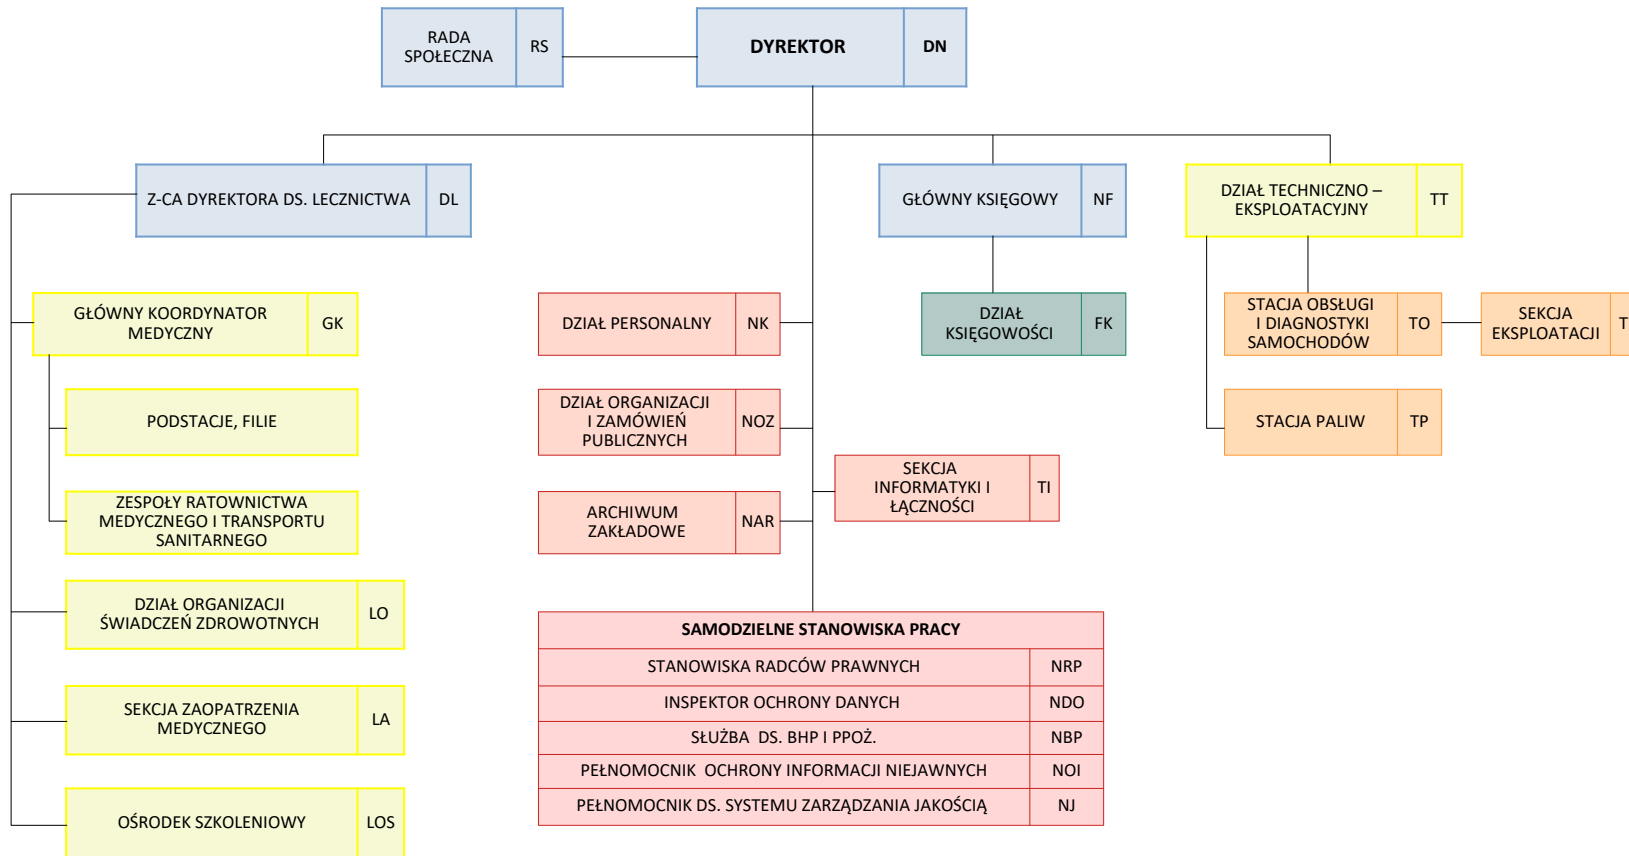 RADA
SPOŁECZNA
RS
DYREKTOR
DN
Z-CA DYREKTORA DS. LECZNICTWA
DL
GŁÓWNY KSIĘGOWY
NF
DZIAŁ TECHNICZNO –
EKSPLOATACYJNY
TT
GŁÓWNY KOORDYNATOR
MEDYCZNY
GK
DZIAŁ PERSONALNY
NK
DZIAŁ
KSIĘGOWOŚCI
FK
STACJA OBSŁUGI
I DIAGNOSTYKI
SAMOCHODÓW
TO
SEKCJA
EKSPLOATACJI
PODSTACJE, FILIE
DZIAŁ ORGANIZACJI
I ZAMÓWIEŃ
PUBLICZNYCH
NOZ
STACJA PALIW
TP
SEKCJA
INFORMATYKI I
ŁĄCZNOŚCI
TI
ZESPOŁY RATOWNICTWA
MEDYCZNEGO I TRANSPORTU
SANITARNEGO
ARCHIWUM
ZAKŁADOWE
NAR
DZIAŁ ORGANIZACJI
ŚWIADCZEŃ ZDROWOTNYCH
LO
SEKCJA ZAOPATRZENIA
MEDYCZNEGO
LA
OŚRODEK SZKOLENIOWY
LOS
SAMODZIELNE STANOWISKA PRACY
STANOWISKA RADCÓW PRAWNYCH NRP
INSPEKTOR OCHRONY DANYCH NDO
SŁUŻBA DS. BHP I PPOŻ. NBP
PEŁNOMOCNIK OCHRONY INFORMACJI NIEJAWNYCH NOI
PEŁNOMOCNIK DS. SYSTEMU ZARZĄDZANIA JAKOŚCIĄ NJ